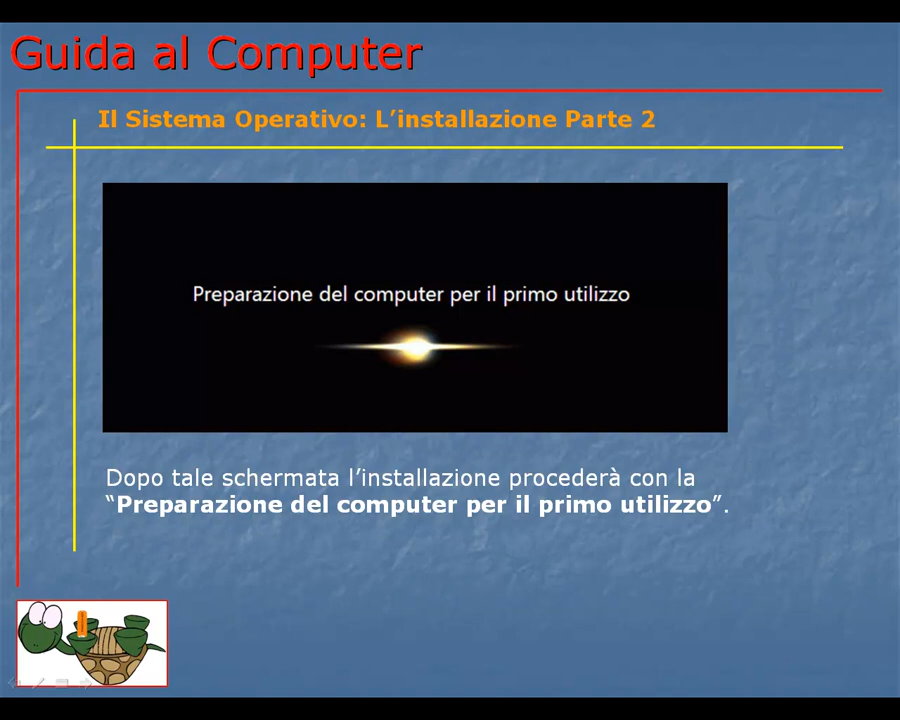 Guida al Computer
Il Sistema Operativo: L’installazione Parte 2
Preparazione del computer per il primo utilizzo
Dopo tale schermata l’installazione procederà con la
“Preparazione del computer per il primo utilizzo”.